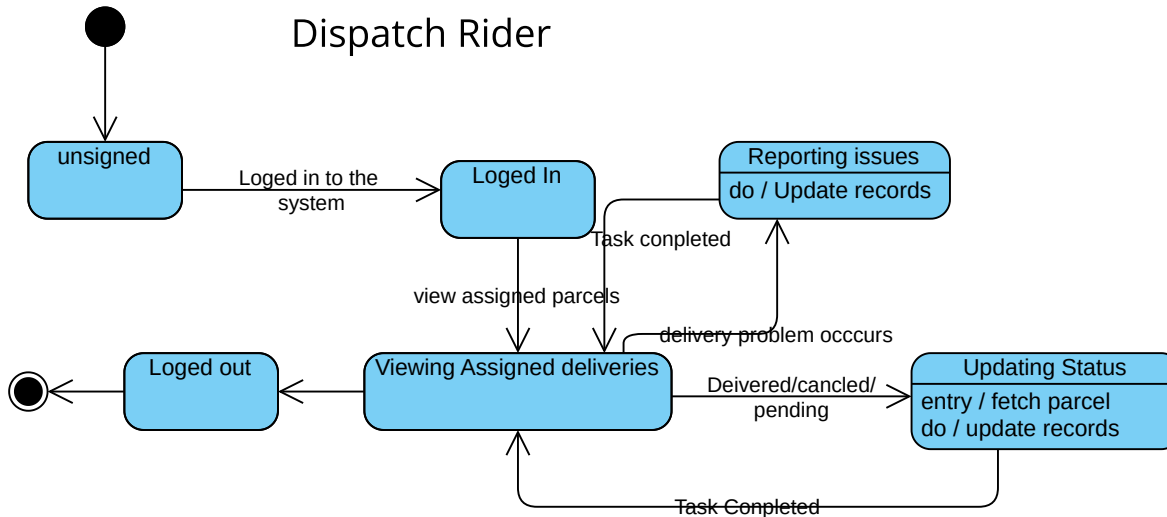 Dispatch Rider
unsigned
Loged in to the
system
Loged In
Reporting issues
do / Update records
Task conpleted
view assigned parcels
delivery problem occcurs
Loged out
Viewing Assigned deliveries
Deivered/cancled/
pending
Updating Status
entry / fetch parcel
do / update records
Task Conpleted